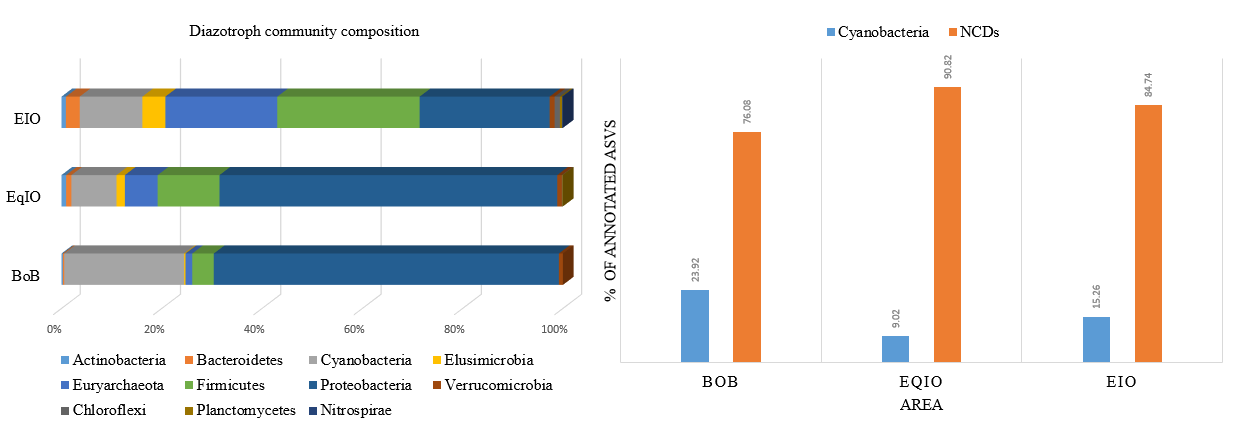 Diazotroph community composition
EIO
EqIO
BoB
0% 20% 40% 60% 80% 100%
Actinobacteria Bacteroidetes Cyanobacteria Elusimicrobia
Euryarchaeota Firmicutes Proteobacteria Verrucomicrobia
Chloroflexi Planctomycetes Nitrospirae
Cyanobacteria NCDs
% OF ANNOTATED ASVS
23.92
76.08
9.02
90.82
15.26
84.74
BOB EQIO EIO
AREA